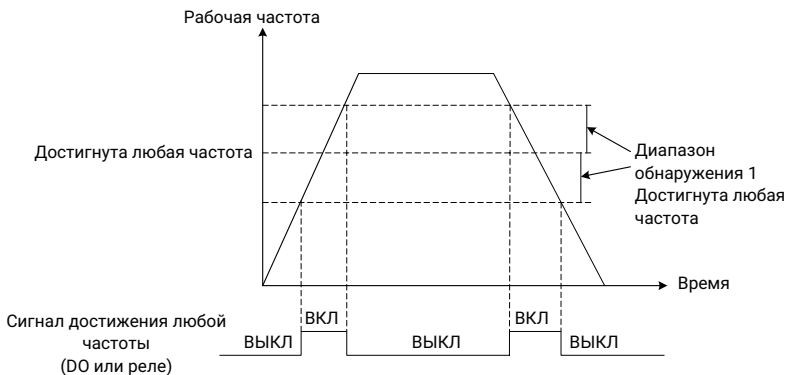 Рабочая частота
Достигнута любая частота
Диапазон
обнаружения 1
Достигнута любая
частота
Время
Сигнал достижения любой
частоты
(DO или реле)
ВЫКЛ
ВКЛ
ВЫКЛ
ВКЛ
ВЫКЛ